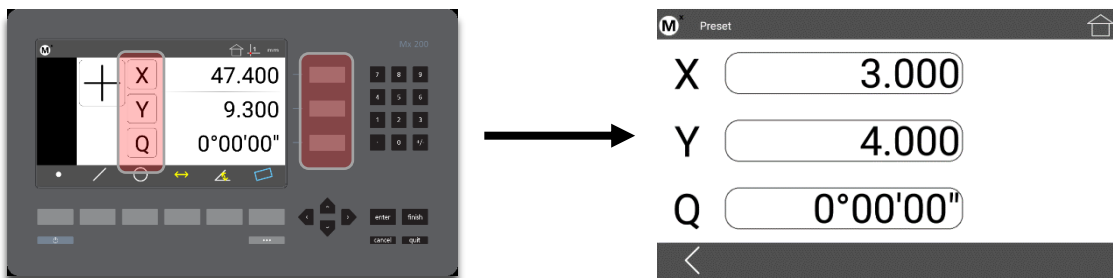 Mx 200
M
1 mm
X 47.400
Y 9.300
Q 0°00'00"
7 8 9
4 5 6
1 2 3
. 0 +/-
enter finish
cancel quit
...
M x Preset
X 3.000
Y 4.000
Q 0°00'00"